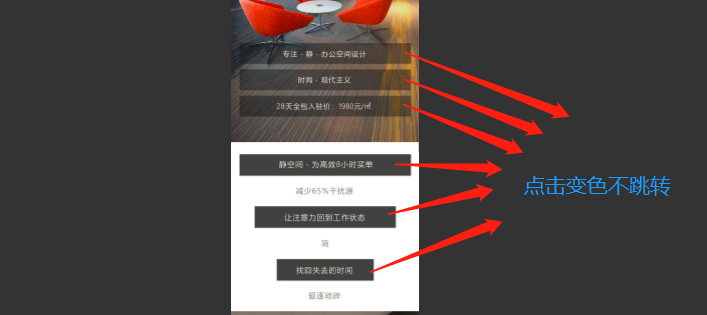 专注·静·办公空间设计
时尚·现代主义
28天全包入驻价：1980元/㎡
静空间·为高效8小时买单
减少65%干扰源
点击变色不跳转
让注意力回到工作状态
简
找回失去的时间
驱逐动碎